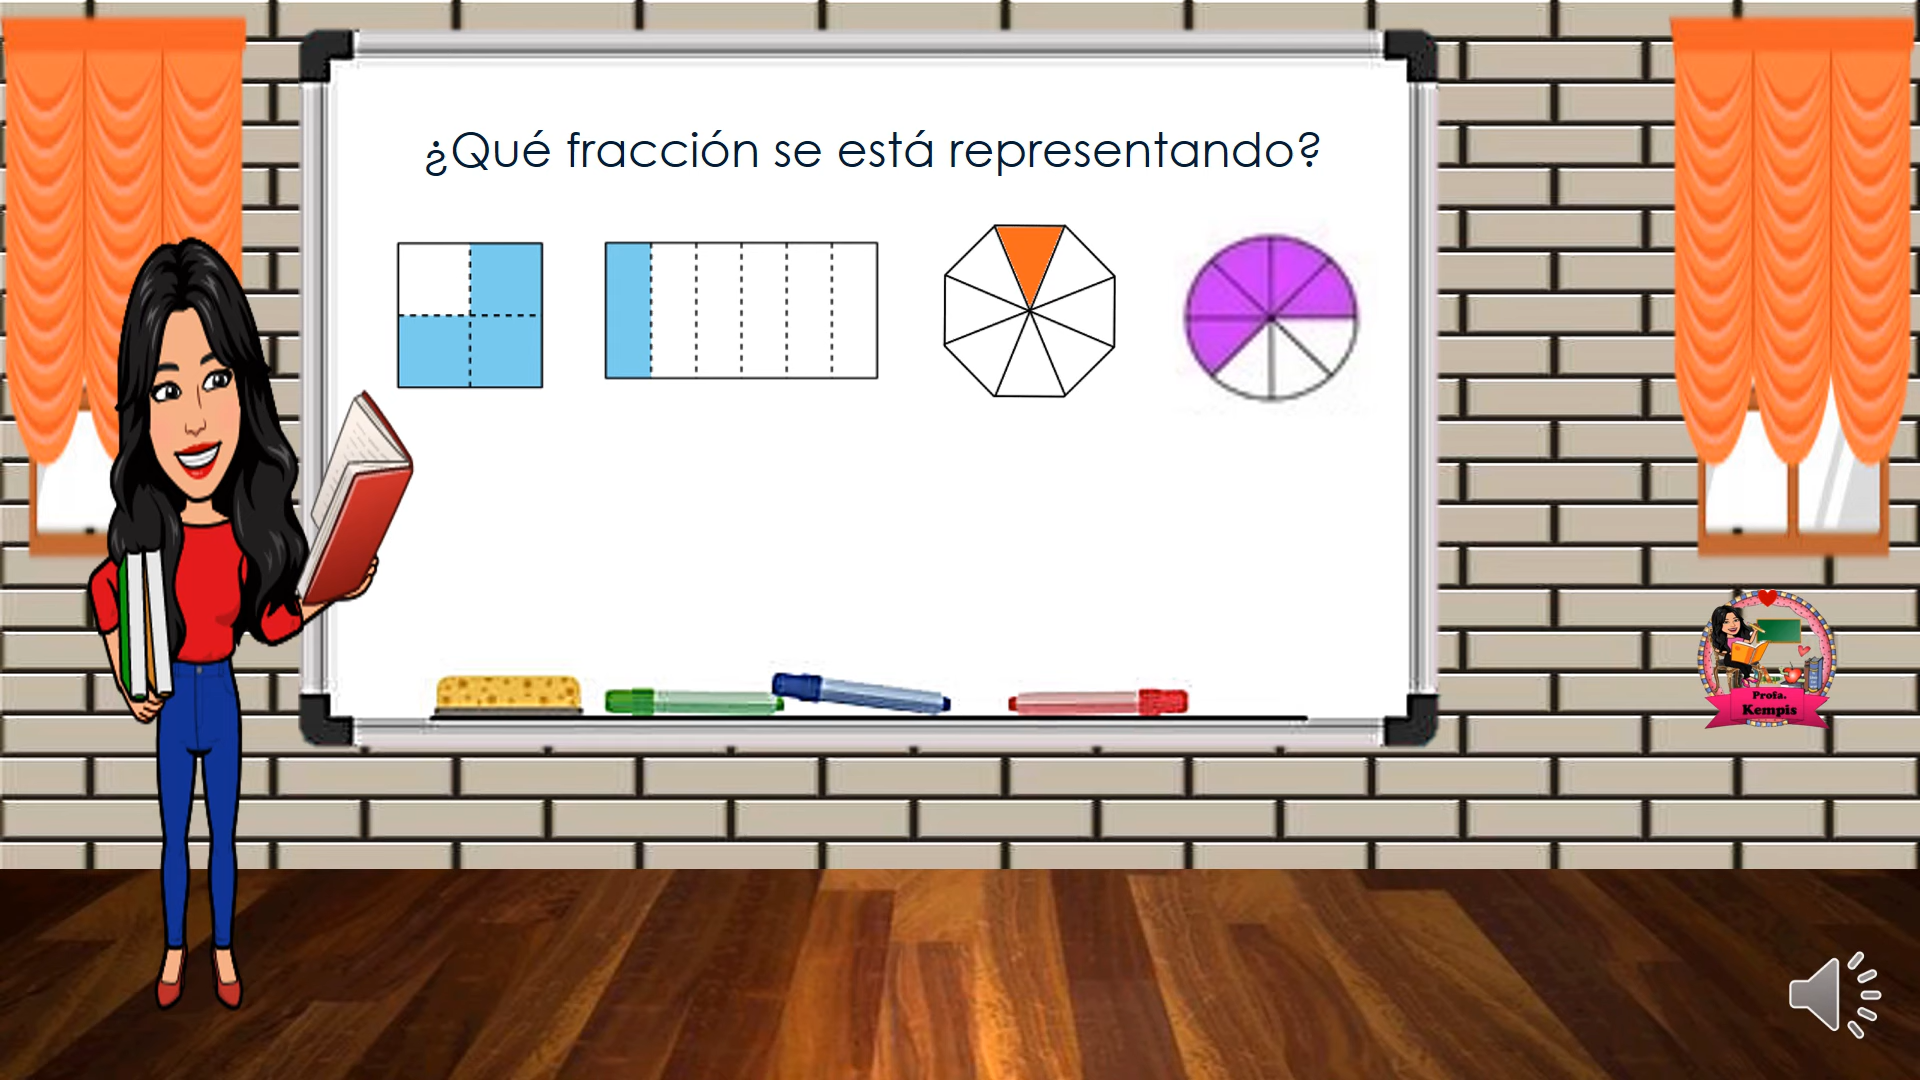 ¿Qué fracción se está representando?
Profa.
Kempis